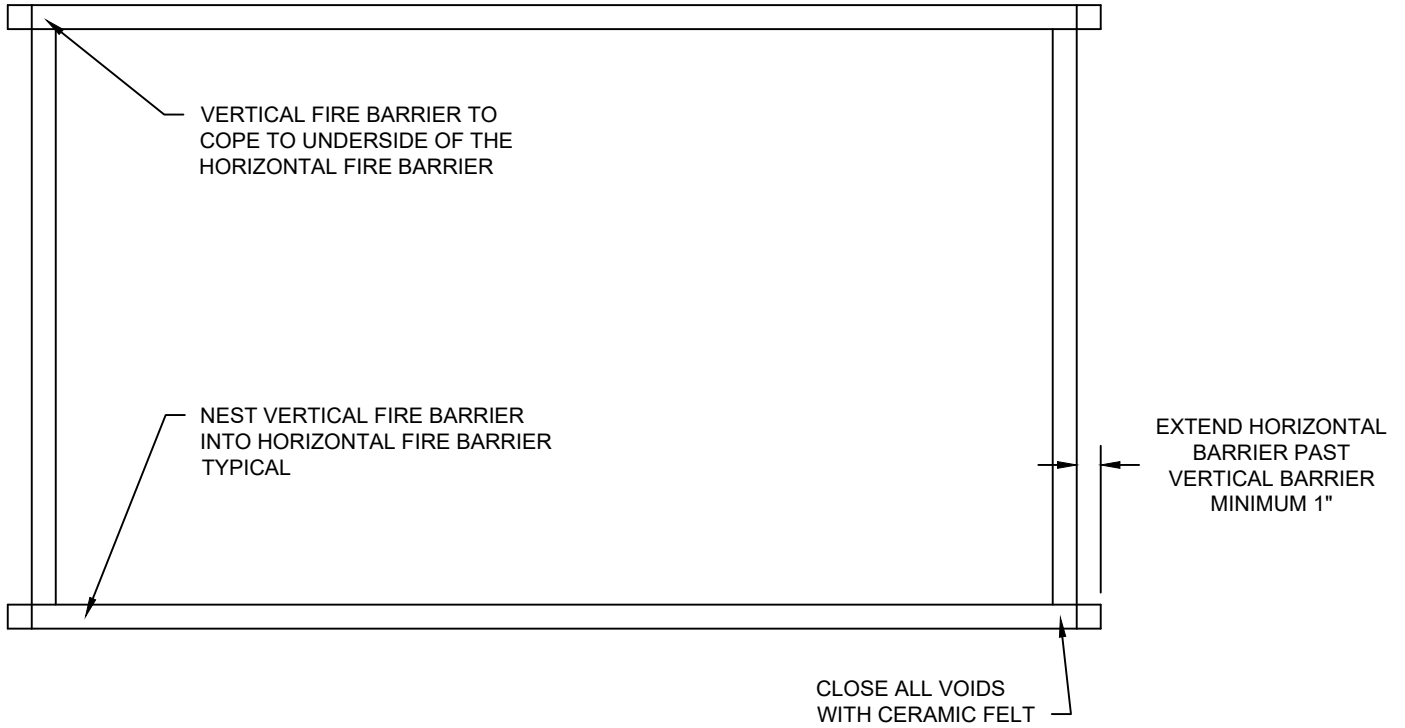 VERTICAL FIRE BARRIER TO
COPE TO UNDERSIDE OF THE
HORIZONTAL FIRE BARRIER
NEST VERTICAL FIRE BARRIER
INTO HORIZONTAL FIRE BARRIER
TYPICAL
EXTEND HORIZONTAL
BARRIER PAST
VERTICAL BARRIER
MINIMUM 1"
CLOSE ALL VOIDS
WITH CERAMIC FELT